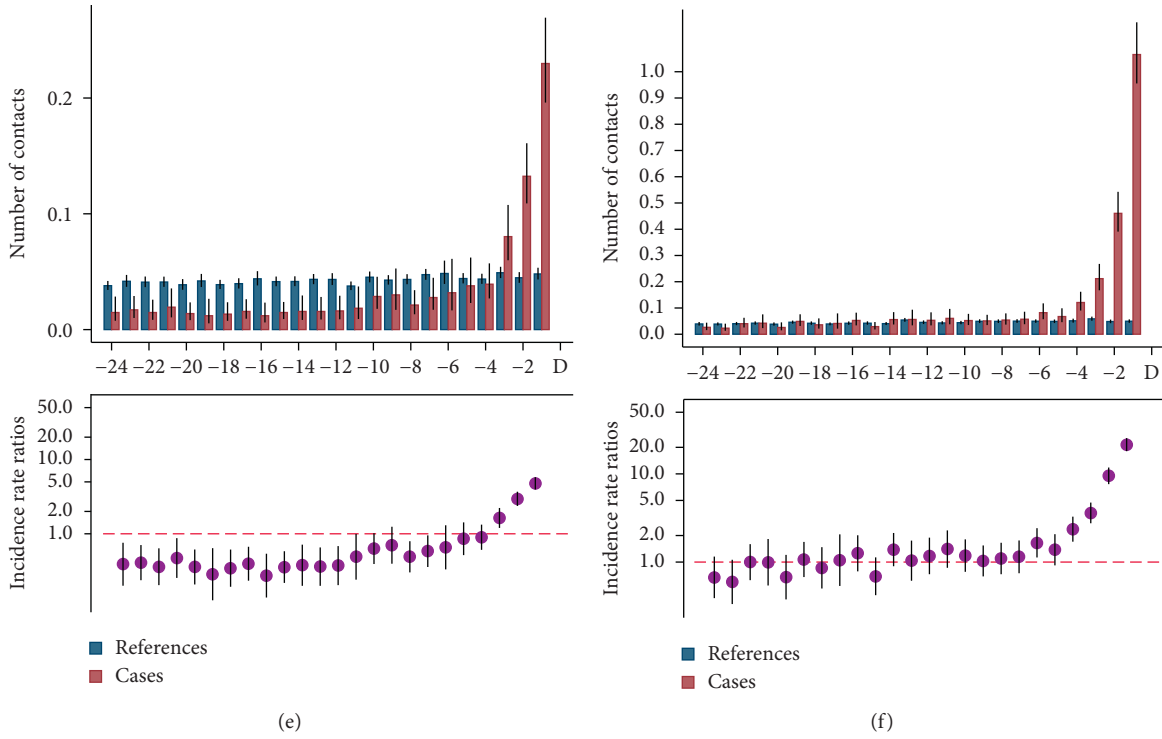 Number of contacts
0.2
0.1
0.0
−24 −22 −20 −18 −16 −14 −12 −10 −8 −6 −4 −2 D
Incidence rate ratios
50.0
20.0
10.0
5.0
2.0
1.0
References
Cases
(e)
Number of contacts
1.0
0.9
0.8
0.7
0.6
0.5
0.4
0.3
0.2
0.1
0.0
−24 −22 −20 −18 −16 −14 −12 −10 −8 −6 −4 −2 D
Incidence rate ratios
50.0
20.0
10.0
5.0
2.0
1.0
References
Cases
(f)